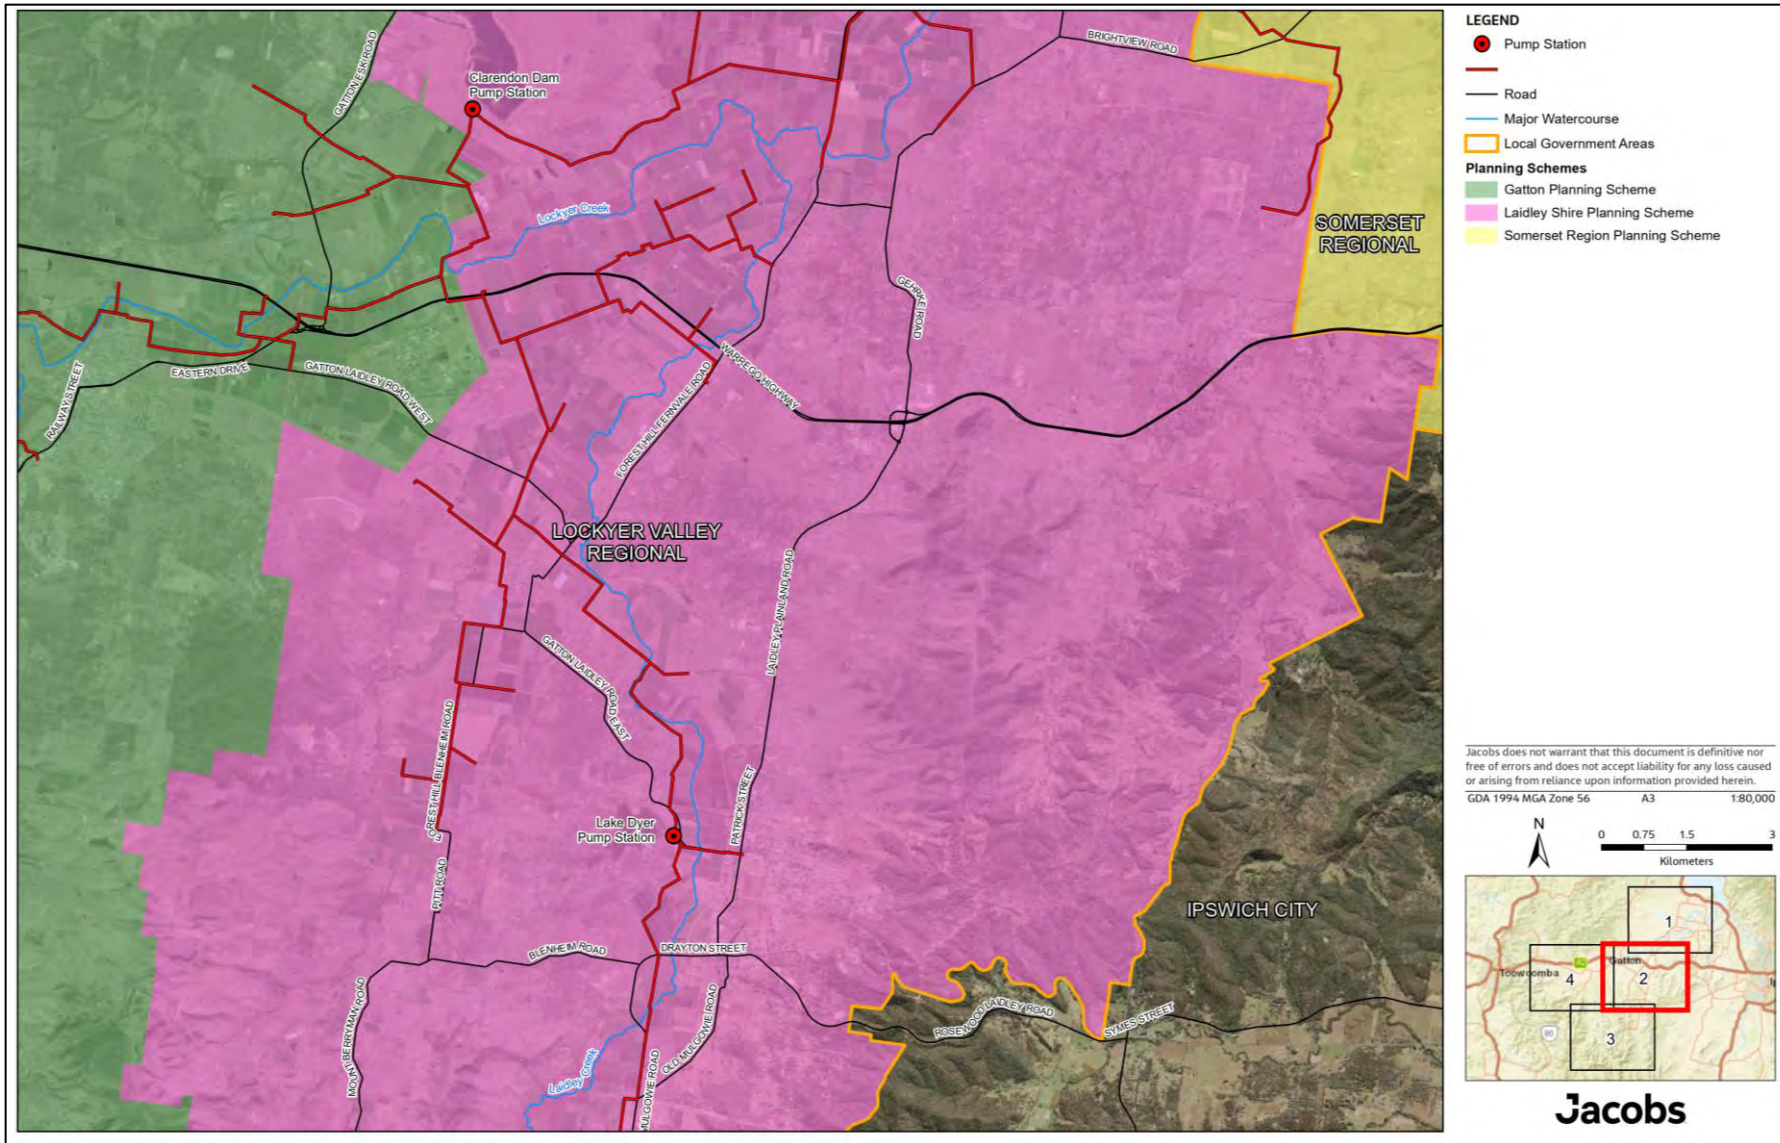 GATTON ESK ROAD
Clarendon Dam
Pump Station
BRIGHTVIEW ROAD
Lockyer Creek
SOMERSET
REGIONAL
GEHRKE ROAD
WARREGO HIGHWAY
EASTERN DRIVE
GATTON LAIDLEY ROAD WEST
RAILWAY STREET
FOREST HILL FERNVALE ROAD
LOCKYER VALLEY
REGIONAL
LAIDLEY PLAINLAND ROAD
GATTON LAIDLEY ROAD EAST
FOREST HILL BLENHEIM ROAD
PATRICK STREET
Lake Dyer
Pump Station
PITT ROAD
IPSWICH CITY
BLENHEIM ROAD
DRAYTON STREET
MOUNT BERRYMAN ROAD
ROSEWOOD LAIDLEY ROAD
SYMES STREET
OLD MULGOWIE ROAD
Laidley Creek
MULGOWIE ROAD
LEGEND
Pump Station
Road
Major Watercourse
Local Government Areas
Planning Schemes
Gatton Planning Scheme
Laidley Shire Planning Scheme
Somerset Region Planning Scheme
Jacobs does not warrant that this document is definitive nor
free of errors and does not accept liability for any loss caused
or arising from reliance upon information provided herein.
GDA 1994 MGA Zone 56 A3 1:80,000
N
0 0.75 1.5 3
Kilometers
1
Toowoomba
Gatton
4
2
3
Jacobs